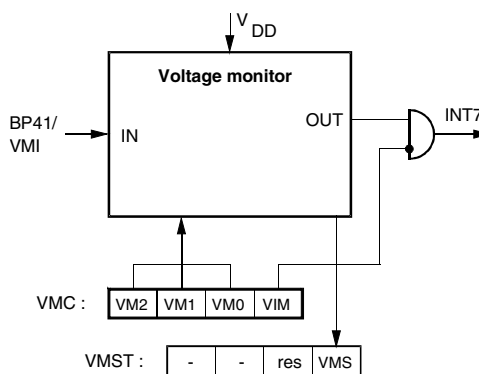 V DD
Voltage monitor
BP41/
VMI
IN
OUT
INT7
VMC : VM2 VM1 VM0 VIM
VMST : - - res VMS